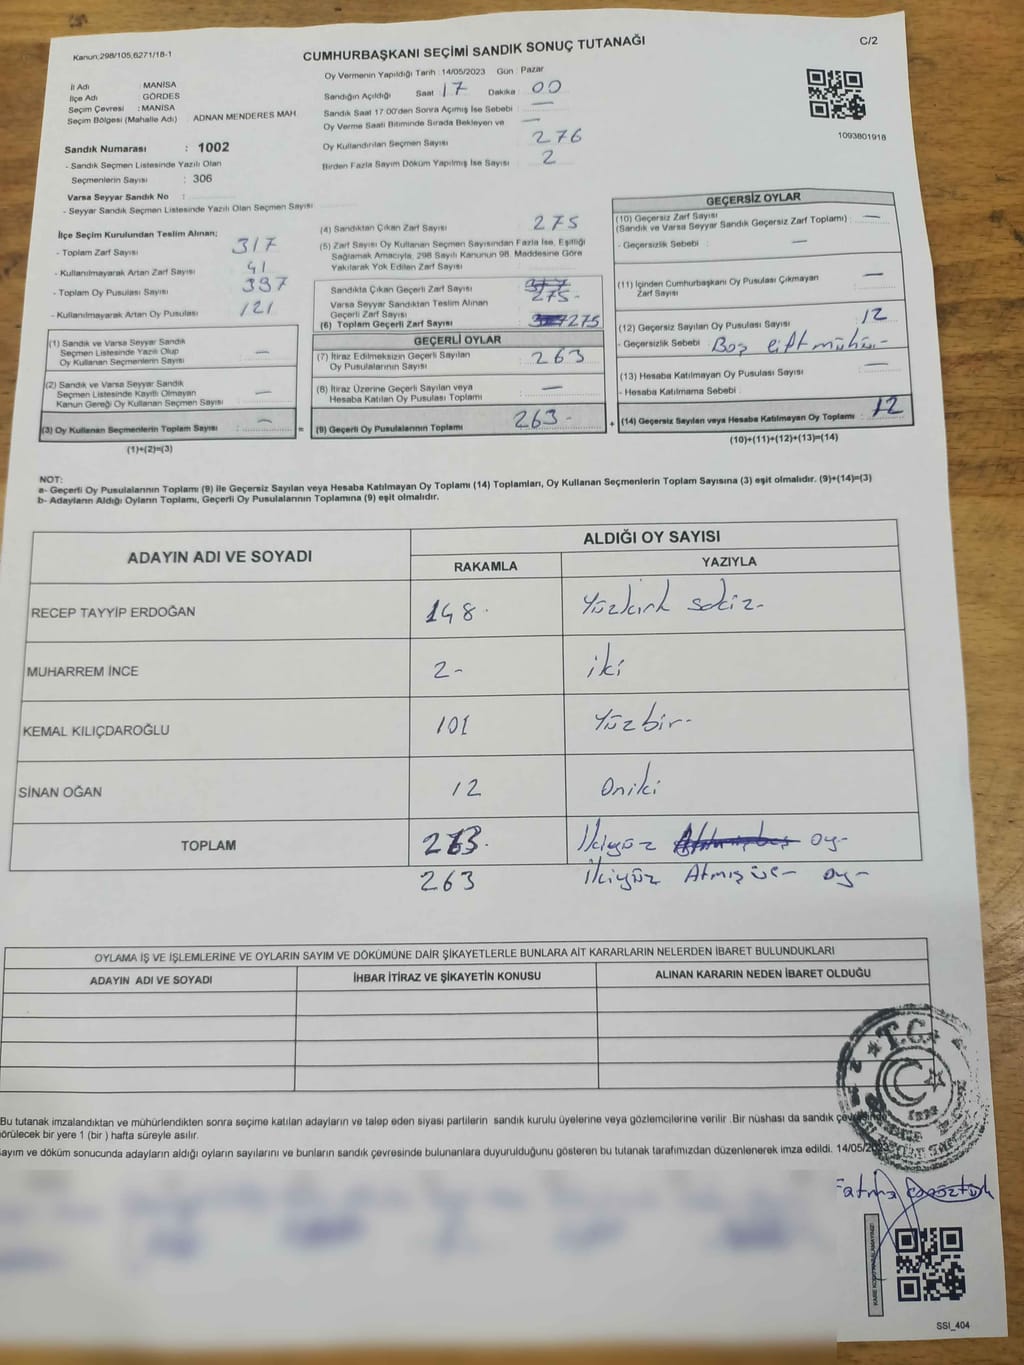 Kanun:298/105,6271/18-1
CUMHURBAŞKANI SEÇİMİ SANDIK SONUÇ TUTANAĞI
C/2
İl Adı MANİSA
İlçe Adı GÖRDES
Seçim Çevresi :MANİSA
Seçim Bölgesi (Mahalle Adı) ADNAN MENDERES MAH.
Oy Vermenin Yapıldığı Tarih :14/05/2023 Gün : Pazar
Sandığın Açıldığı Saat 17 Dakika : 00
Sandık Saat 17:00'den Sonra Açımış İse Sebebi : —
Oy Verme Saati Bitiminde Sırada Bekleyen ve —
Oy Kullandırılan Seçmen Sayısı 276
Birden Fazla Sayım Döküm Yapılmış İse Sayısı : 2
1093801918
Sandık Numarası : 1002
- Sandık Seçmen Listesinde Yazılı Olan
Seçmenlerin Sayısı : 306
Varsa Seyyar Sandık No :
- Seyyar Sandık Seçmen Listesinde Yazılı Olan Seçmen Sayısı
İlçe Seçim Kurulundan Teslim Alınan;
- Toplam Zarf Sayısı 317
- Kullanılmayarak Artan Zarf Sayısı : 41
- Toplam Oy Pusulası Sayısı
- Kullanılmayarak Artan Oy Pusulası 121
(1) Sandık ve Varsa Seyyar Sandık
Seçmen Listesinde Yazılı Olup
Oy Kullanan Seçmenlerin Sayısı : —
(2) Sandık ve Varsa Seyyar Sandık
Seçmen Listesinde Kayıtlı Olmayan
Kanun Gereği Oy Kullanan Seçmen Sayısı : —
(3) Oy Kullanan Seçmenlerin Toplam Sayısı : —
(1)+(2)=(3)
(4) Sandıktan Çıkan Zarf Sayısı 275
(5) Zarf Sayısı Oy Kullanan Seçmen Sayısından Fazla İse, Eşitliği
Sağlamak Amacıyla, 298 Sayılı Kanunun 98. Maddesine Göre
Yakılarak Yok Edilen Zarf Sayısı
Sandıkta Çıkan Geçerli Zarf Sayısı 275-
Varsa Seyyar Sandıktan Teslim Alınan
Geçerli Zarf Sayısı
(6) Toplam Geçerli Zarf Sayısı 275
GEÇERLİ OYLAR
(7) İtiraz Edilmeksizin Geçerli Sayılan
Oy Pusulalarının Sayısı : 263
(8) İtiraz Üzerine Geçerli Sayılan veya
Hesaba Katılan Oy Pusulası Toplamı : —
= (9) Geçerli Oy Pusulalarının Toplamı 263-
GEÇERSİZ OYLAR
(10) Geçersiz Zarf Sayısı
(Sandık ve Varsa Seyyar Sandık Geçersiz Zarf Toplamı) : —
- Geçersizlik Sebebi : —
(11) İçinden Cumhurbaşkanı Oy Pusulası Çıkmayan
Zarf Sayısı —
(12) Geçersiz Sayılan Oy Pusulası Sayısı 12
- Geçersizlik Sebebi : Boş çift mühür-
(13) Hesaba Katılmayan Oy Pusulası Sayısı —
- Hesaba Katılmama Sebebi :
+ (14) Geçersiz Sayılan veya Hesaba Katılmayan Oy Toplamı : 12
(10)+(11)+(12)+(13)=(14)
NOT:
a- Geçerli Oy Pusulalarının Toplamı (9) ile Geçersiz Sayılan veya Hesaba Katılmayan Oy Toplamı (14) Toplamları, Oy Kullanan Seçmenlerin Toplam Sayısına (3) eşit olmalıdır. (9)+(14)=(3)
b- Adayların Aldığı Oyların Toplamı, Geçerli Oy Pusulalarının Toplamına (9) eşit olmalıdır.
ADAYIN ADI VE SOYADI ALDIĞI OY SAYISI
RAKAMLA YAZIYLA
RECEP TAYYİP ERDOĞAN 148. Yüzkırk sekiz-
MUHARREM İNCE 2- iki
KEMAL KILIÇDAROĞLU 101 Yüzbir-
SİNAN OĞAN 12 Oniki
TOPLAM İkiyüz oy-
263 İkiyüz Atmışüç- oy-
OYLAMA İŞ VE İŞLEMLERİNE VE OYLARIN SAYIM VE DÖKÜMÜNE DAİR ŞİKAYETLERLE BUNLARA AİT KARARLARIN NELERDEN İBARET BULUNDUKLARI
ADAYIN ADI VE SOYADI İHBAR İTİRAZ VE ŞİKAYETİN KONUSU ALINAN KARARIN NEDEN İBARET OLDUĞU
T.C.
Bu tutanak imzalandıktan ve mühürlendikten sonra seçime katılan adayların ve talep eden siyasi partilerin sandık kurulu üyelerine veya gözlemcilerine verilir .Bir nüshası da sandık
örülecek bir yere 1 (bir ) hafta süreyle asılır.
ayım ve döküm sonucunda adayların aldığı oyların sayılarını ve bunların sandık çevresinde bulunanlara duyurulduğunu gösteren bu tutanak tarafımızdan düzenlenerek imza edildi. 14/05/
Fatma
SSI_404